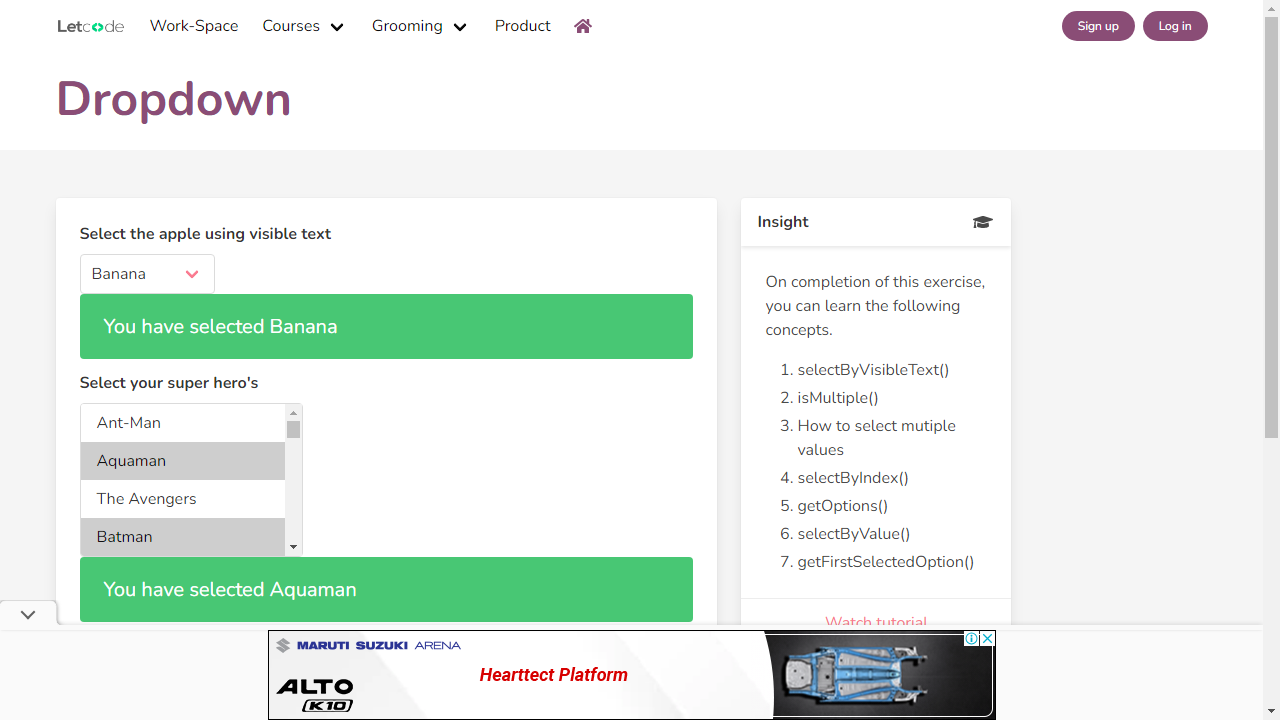 Letcode
Work-Space
Courses
Grooming
Product
Sign up
Log in
Dropdown
Select the apple using visible text
Banana
You have selected Banana
Select your super hero's
Ant-Man
Aquaman
The Avengers
Batman
You have selected Aquaman
Insight
On completion of this exercise,
you can learn the following
concepts.
1. selectByVisibleText()
2. isMultiple()
3. How to select mutiple
values
4. selectByIndex()
5. getOptions()
6. selectByValue()
7. getFirstSelectedOption()
Watch tutorial
MARUTI SUZUKI ARENA
ALTO
K10
Hearttect Platform